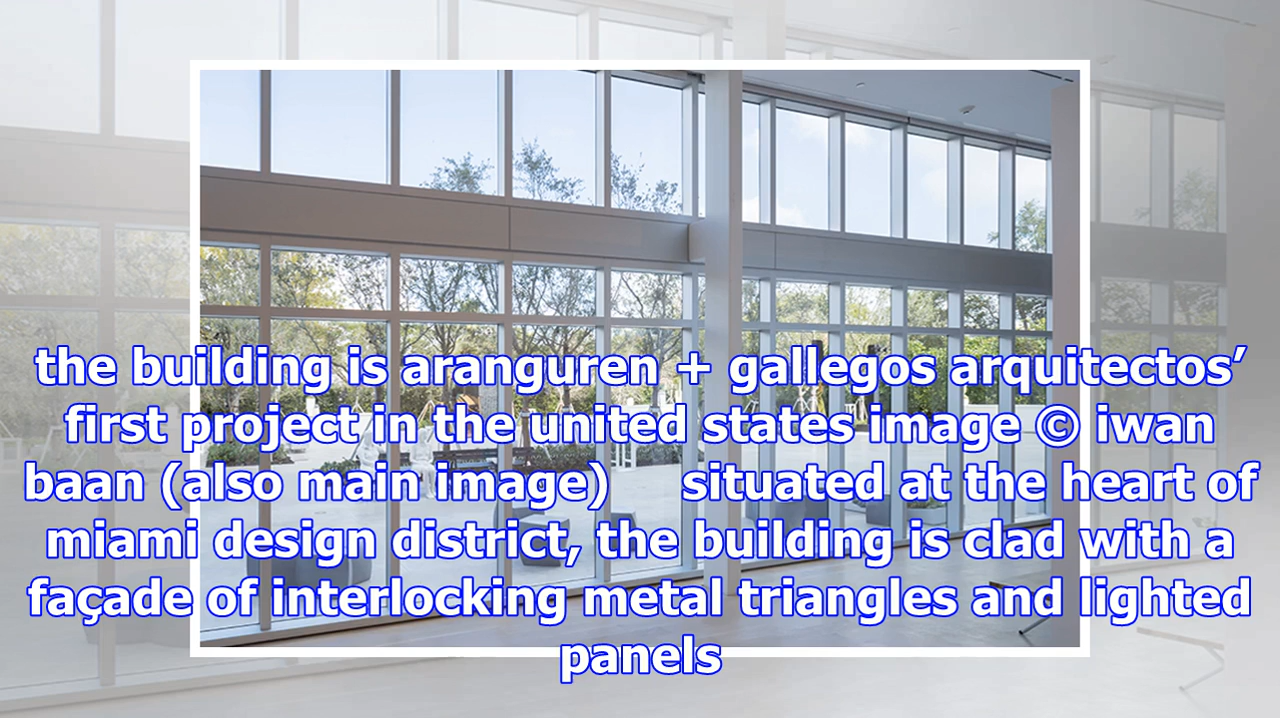 the building is aranguren + gallegos arquitectos’
first project in the united states image © iwan
baan (also main image) situated at the heart of
miami design district, the building is clad with a
façade of interlocking metal triangles and lighted
panels